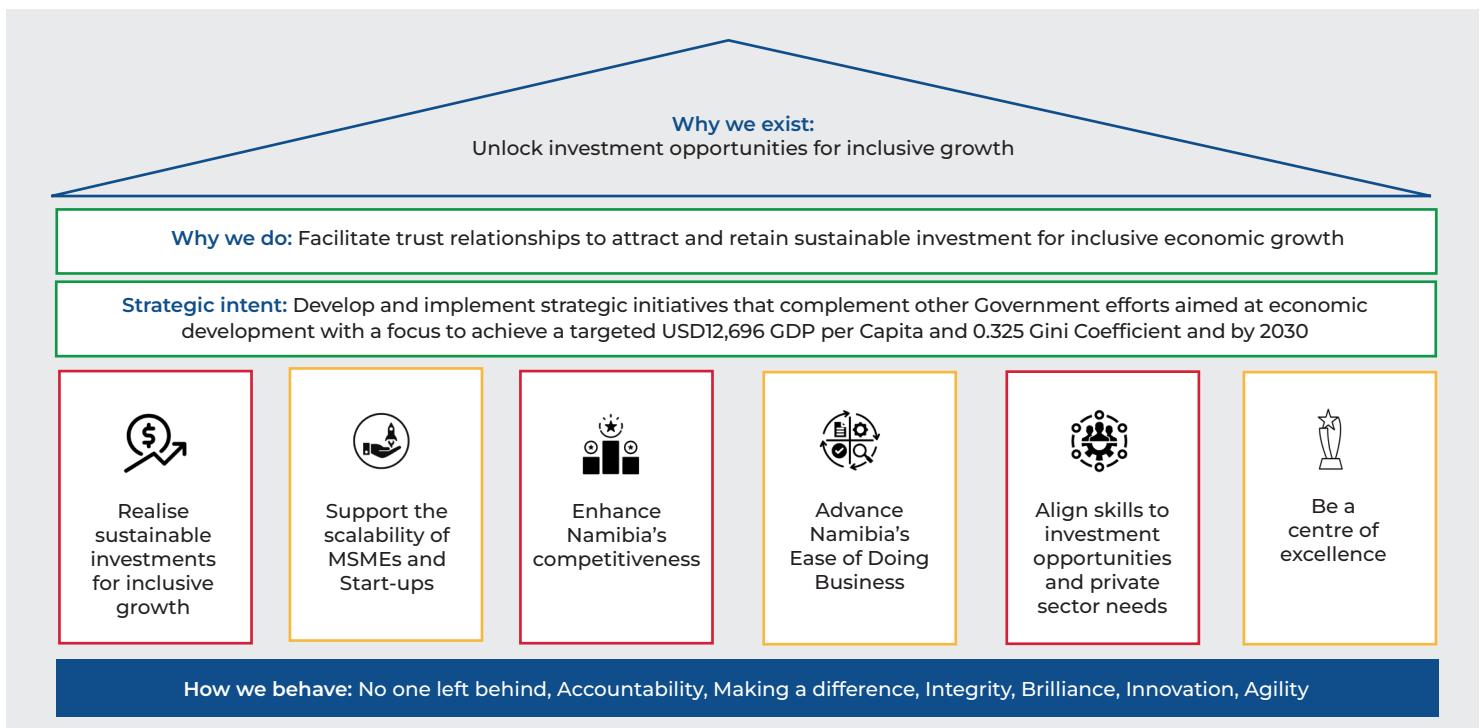 Why we exist:
Unlock investment opportunities for inclusive growth
Why we do: Facilitate trust relationships to attract and retain sustainable investment for inclusive economic growth
Strategic intent: Develop and implement strategic initiatives that complement other Government efforts aimed at economic
development with a focus to achieve a targeted USD12,696 GDP per Capita and 0.325 Gini Coefficient and by 2030
Realise
sustainable
investments
for inclusive
growth
Support the
scalability of
MSMEs and
Start-ups
Enhance
Namibia’s
competitiveness
Advance
Namibia’s
Ease of Doing
Business
Align skills to
investment
opportunities
and private
sector needs
Be a
centre of
excellence
How we behave: No one left behind, Accountability, Making a difference, Integrity, Brilliance, Innovation, Agility